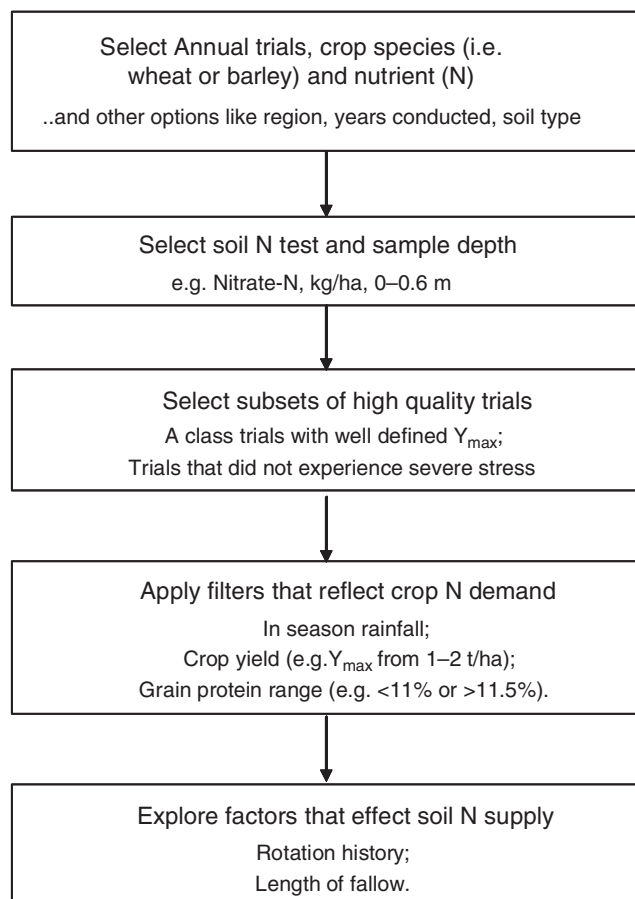 Select Annual trials, crop species (i.e.
wheat or barley) and nutrient (N)
..and other options like region, years conducted, soil type
Select soil N test and sample depth
e.g. Nitrate-N, kg/ha, 0–0.6 m
Select subsets of high quality trials
A class trials with well defined Ymax;
Trials that did not experience severe stress
Apply filters that reflect crop N demand
In season rainfall;
Crop yield (e.g.Ymax from 1–2 t/ha);
Grain protein range (e.g. <11% or >11.5%).
Explore factors that effect soil N supply
Rotation history;
Length of fallow.